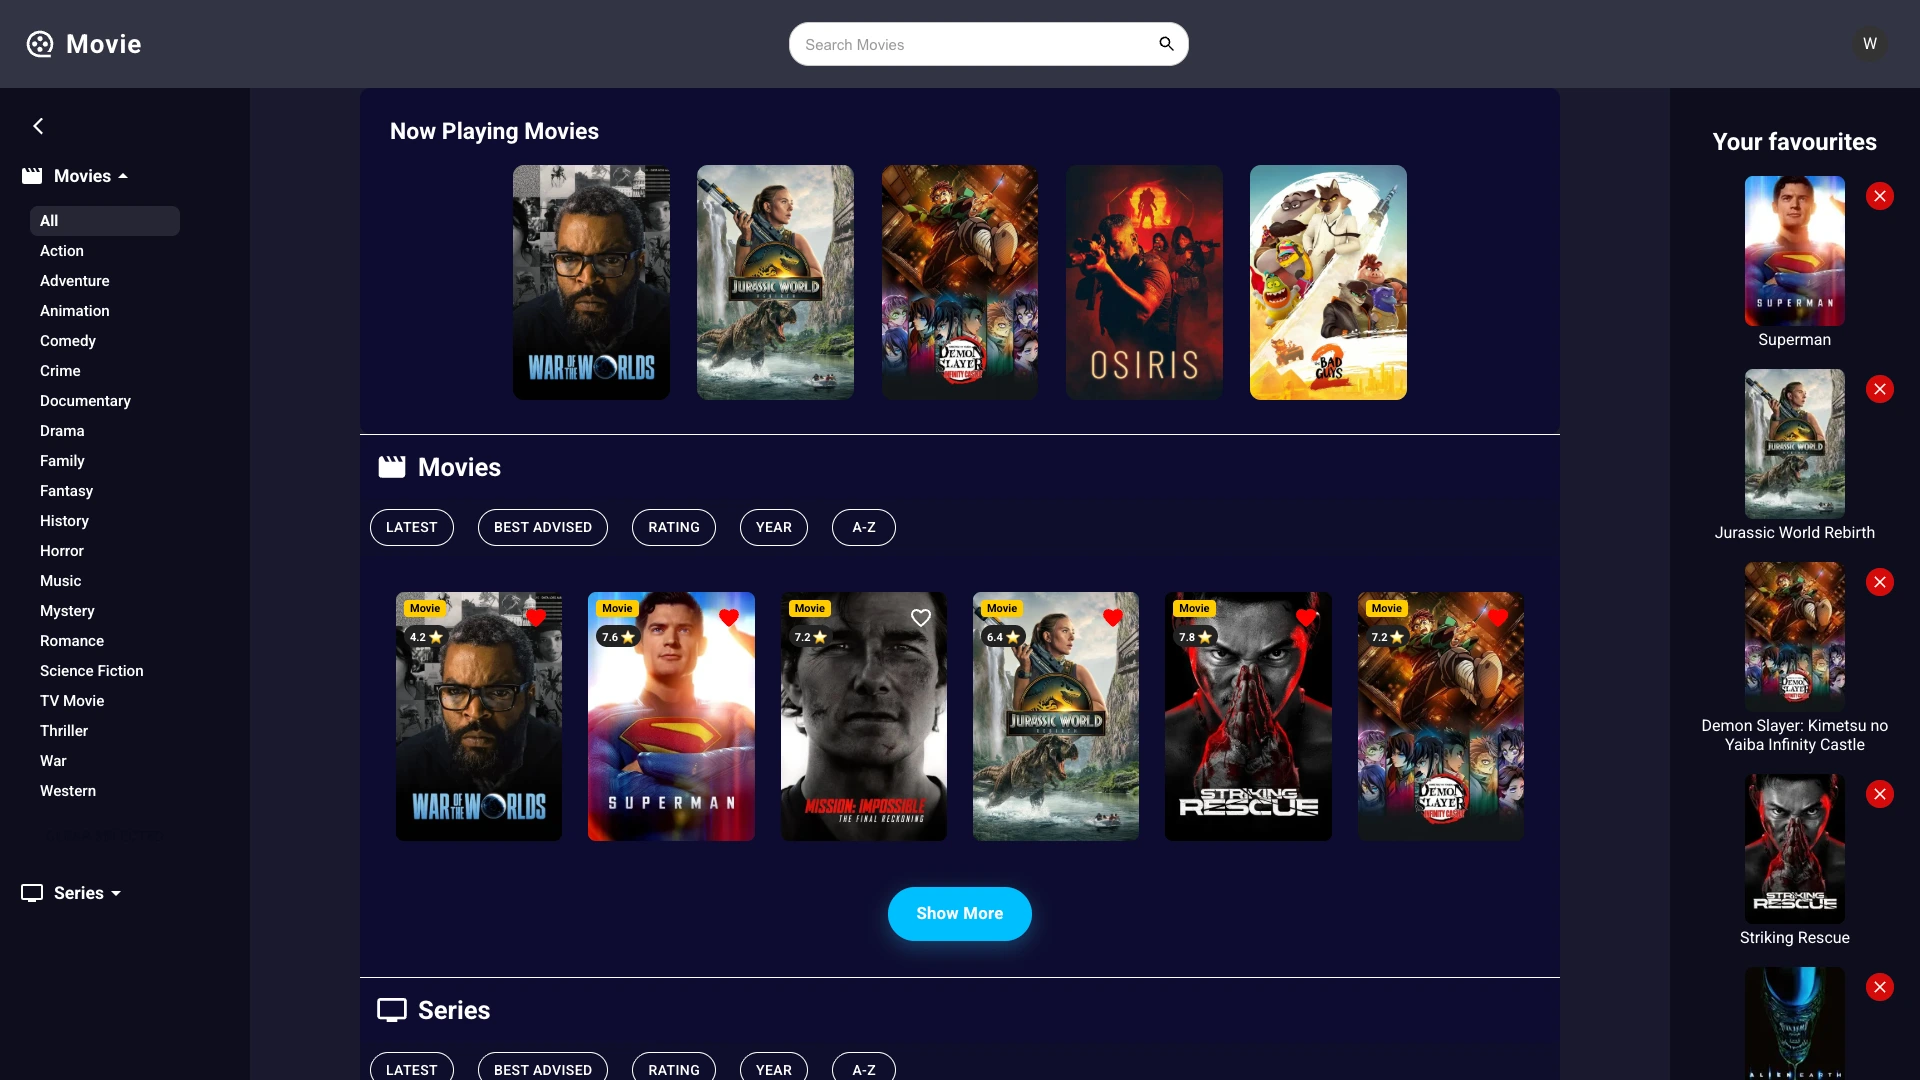 Movie
Search Movies
W
Movies
All
Action
Adventure
Animation
Comedy
Crime
Documentary
Drama
Family
Fantasy
History
Horror
Music
Mystery
Romance
Science Fiction
TV Movie
Thriller
War
Western
Series
Now Playing Movies
WAR OF THE WORLDS
JURASSIC WORLD
REBIRTH
DEMON
SLAYER
INFINITY CASTLE
OSIRIS
THE BAD
GUYS
2
Movies
LATEST
BEST ADVISED
RATING
YEAR
A-Z
Movie
4.2
WAR OF THE WORLDS
Movie
7.6
SUPERMAN
Movie
7.2
MISSION: IMPOSSIBLE
THE FINAL RECKONING
Movie
6.4
JURASSIC WORLD
REBIRTH
Movie
7.8
STRIKING
RESCUE
Movie
7.2
DEMON
SLAYER
INFINITY CASTLE
Show More
Series
LATEST
BEST ADVISED
RATING
YEAR
A-Z
Your favourites
SUPERMAN
Superman
JURASSIC WORLD
Jurassic World Rebirth
DEMON
SLAYER
Demon Slayer: Kimetsu no
Yaiba Infinity Castle
STRIKING
RESCUE
Striking Rescue
ALIEN: EARTH